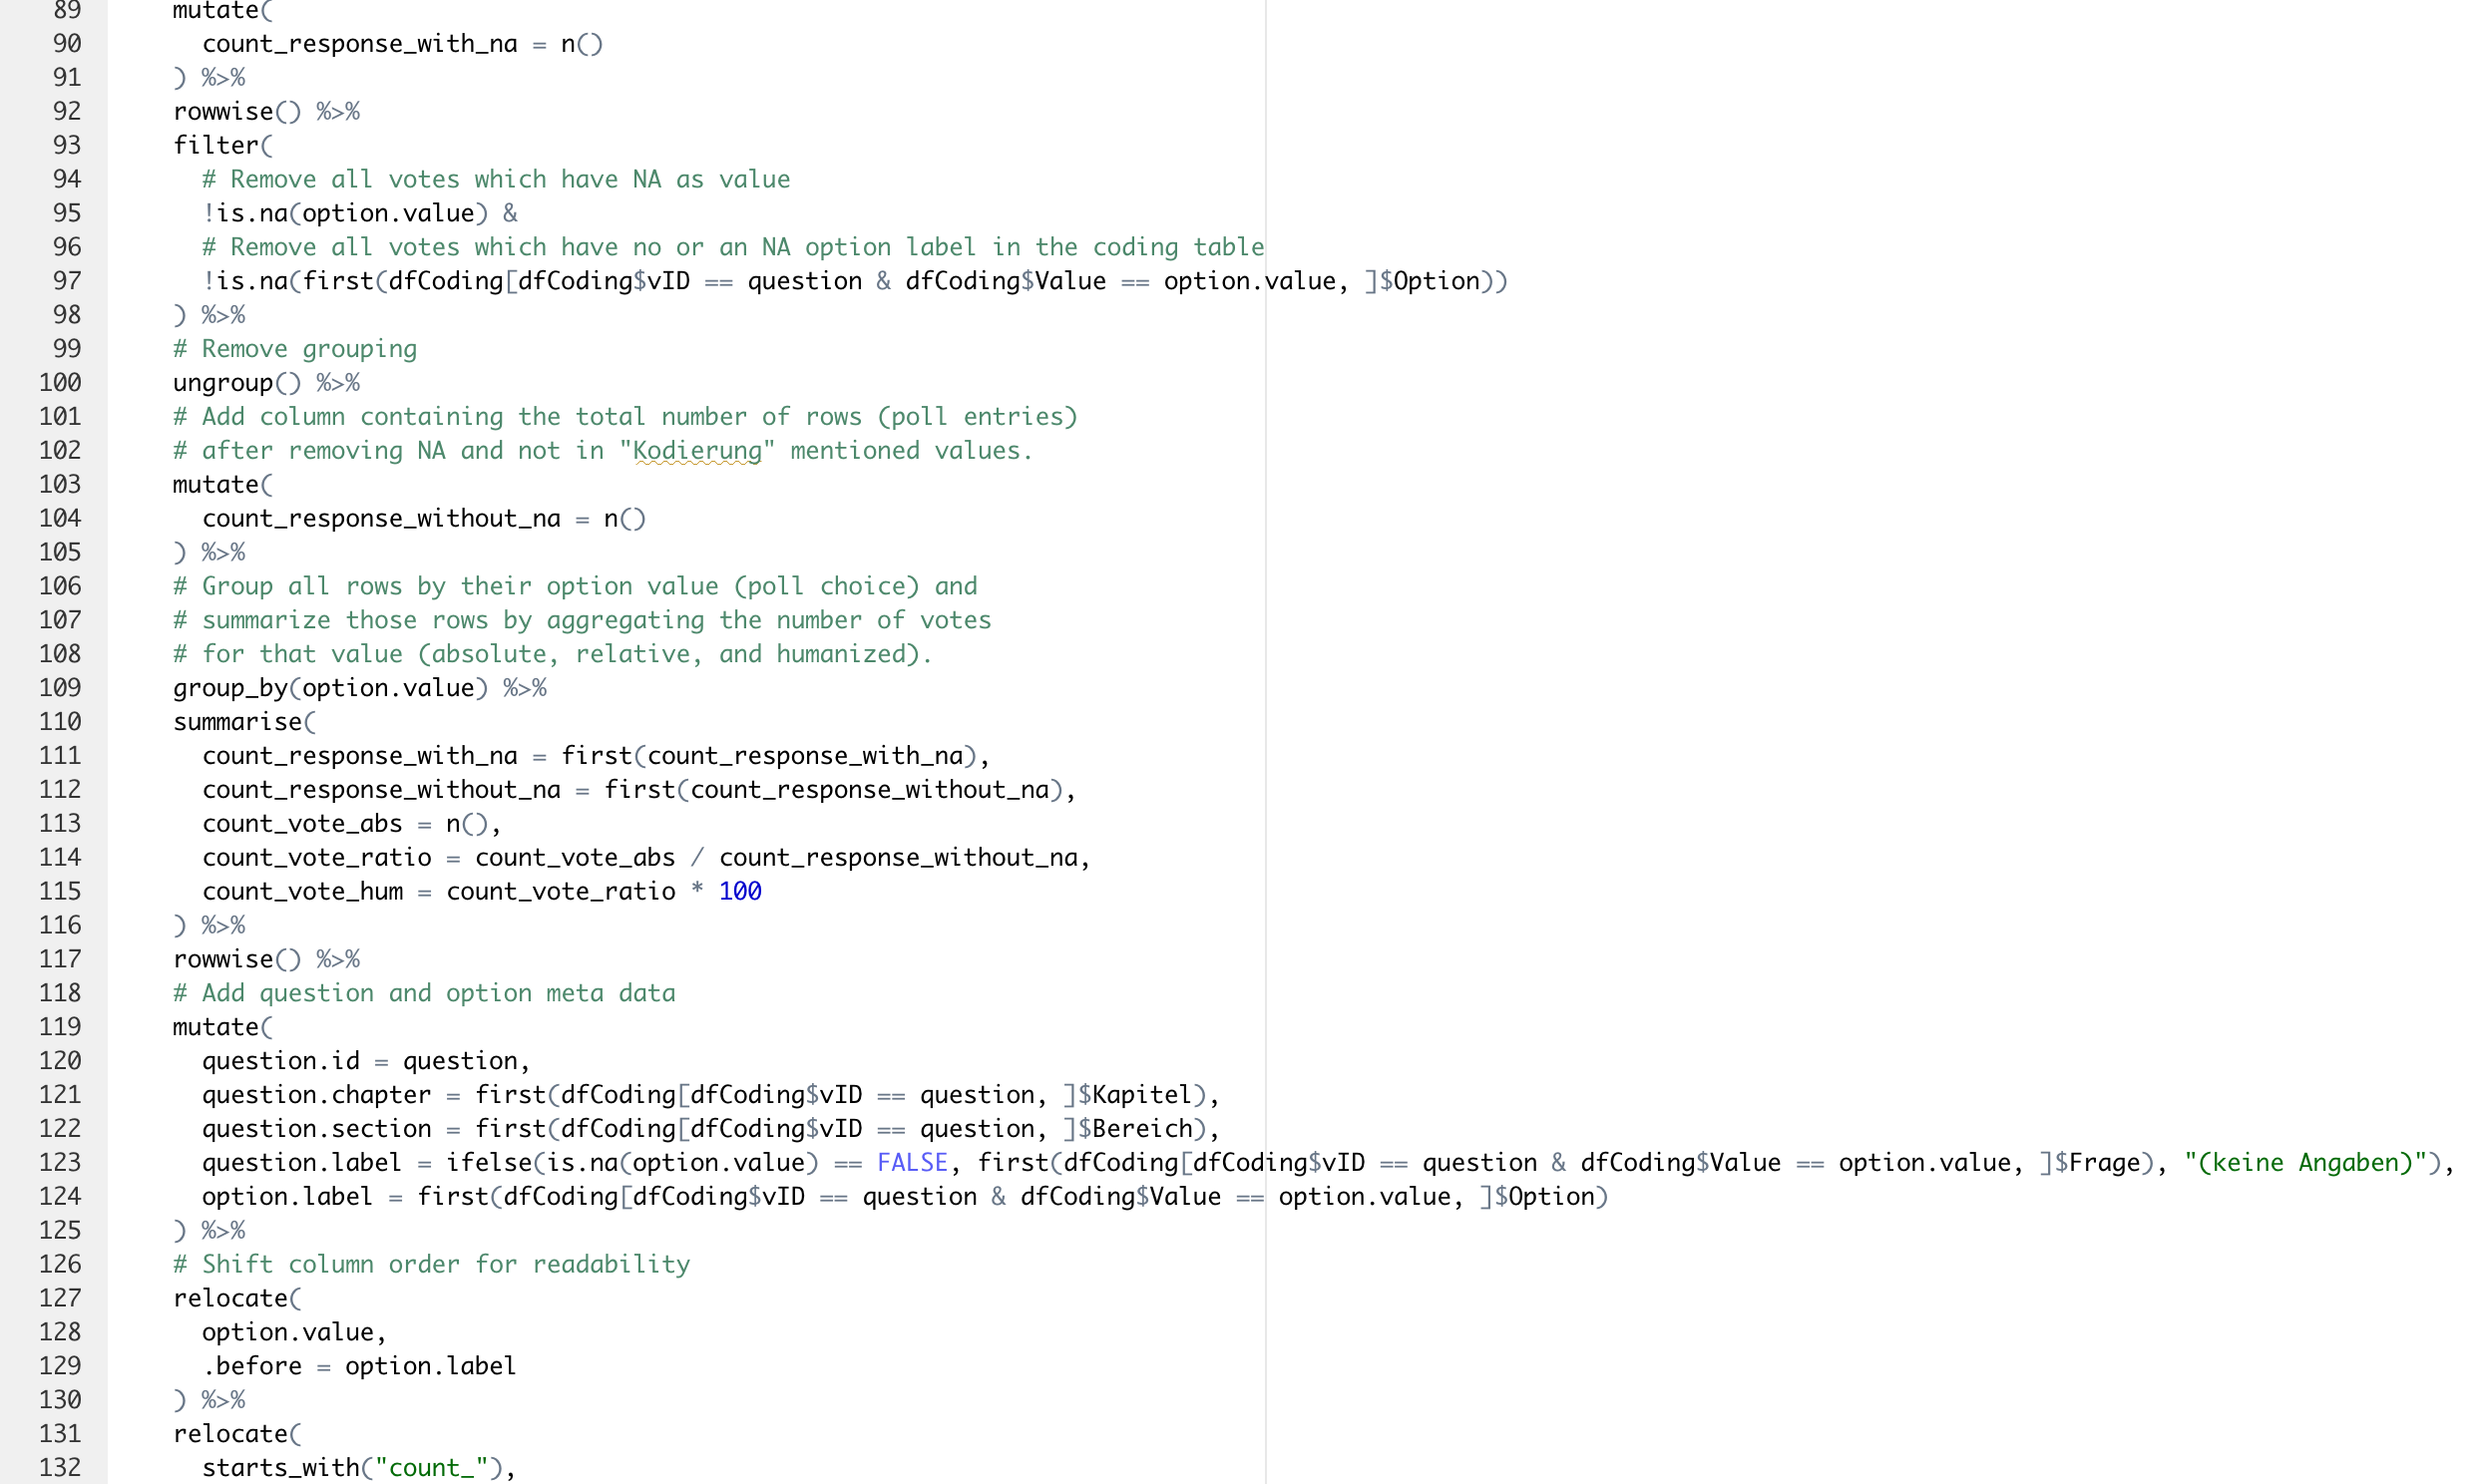 89 mutate(
90 count_response_with_na = n()
91 ) %>%
92 rowwise() %>%
93 filter(
94 # Remove all votes which have NA as value
95 !is.na(option.value) &
96 # Remove all votes which have no or an NA option label in the coding table
97 !is.na(first(dfCoding[dfCoding$vID == question & dfCoding$Value == option.value, ]$Option))
98 ) %>%
99 # Remove grouping
100 ungroup() %>%
101 # Add column containing the total number of rows (poll entries)
102 # after removing NA and not in "Kodierung" mentioned values.
103 mutate(
104 count_response_without_na = n()
105 ) %>%
106 # Group all rows by their option value (poll choice) and
107 # summarize those rows by aggregating the number of votes
108 # for that value (absolute, relative, and humanized).
109 group_by(option.value) %>%
110 summarise(
111 count_response_with_na = first(count_response_with_na),
112 count_response_without_na = first(count_response_without_na),
113 count_vote_abs = n(),
114 count_vote_ratio = count_vote_abs / count_response_without_na,
115 count_vote_hum = count_vote_ratio * 100
116 ) %>%
117 rowwise() %>%
118 # Add question and option meta data
119 mutate(
120 question.id = question,
121 question.chapter = first(dfCoding[dfCoding$vID == question, ]$Kapitel),
122 question.section = first(dfCoding[dfCoding$vID == question, ]$Bereich),
123 question.label = ifelse(is.na(option.value) == FALSE, first(dfCoding[dfCoding$vID == question & dfCoding$Value == option.value, ]$Frage), "(keine Angaben)"),
124 option.label = first(dfCoding[dfCoding$vID == question & dfCoding$Value == option.value, ]$Option)
125 ) %>%
126 # Shift column order for readability
127 relocate(
128 option.value,
129 .before = option.label
130 ) %>%
131 relocate(
132 starts_with("count_"),